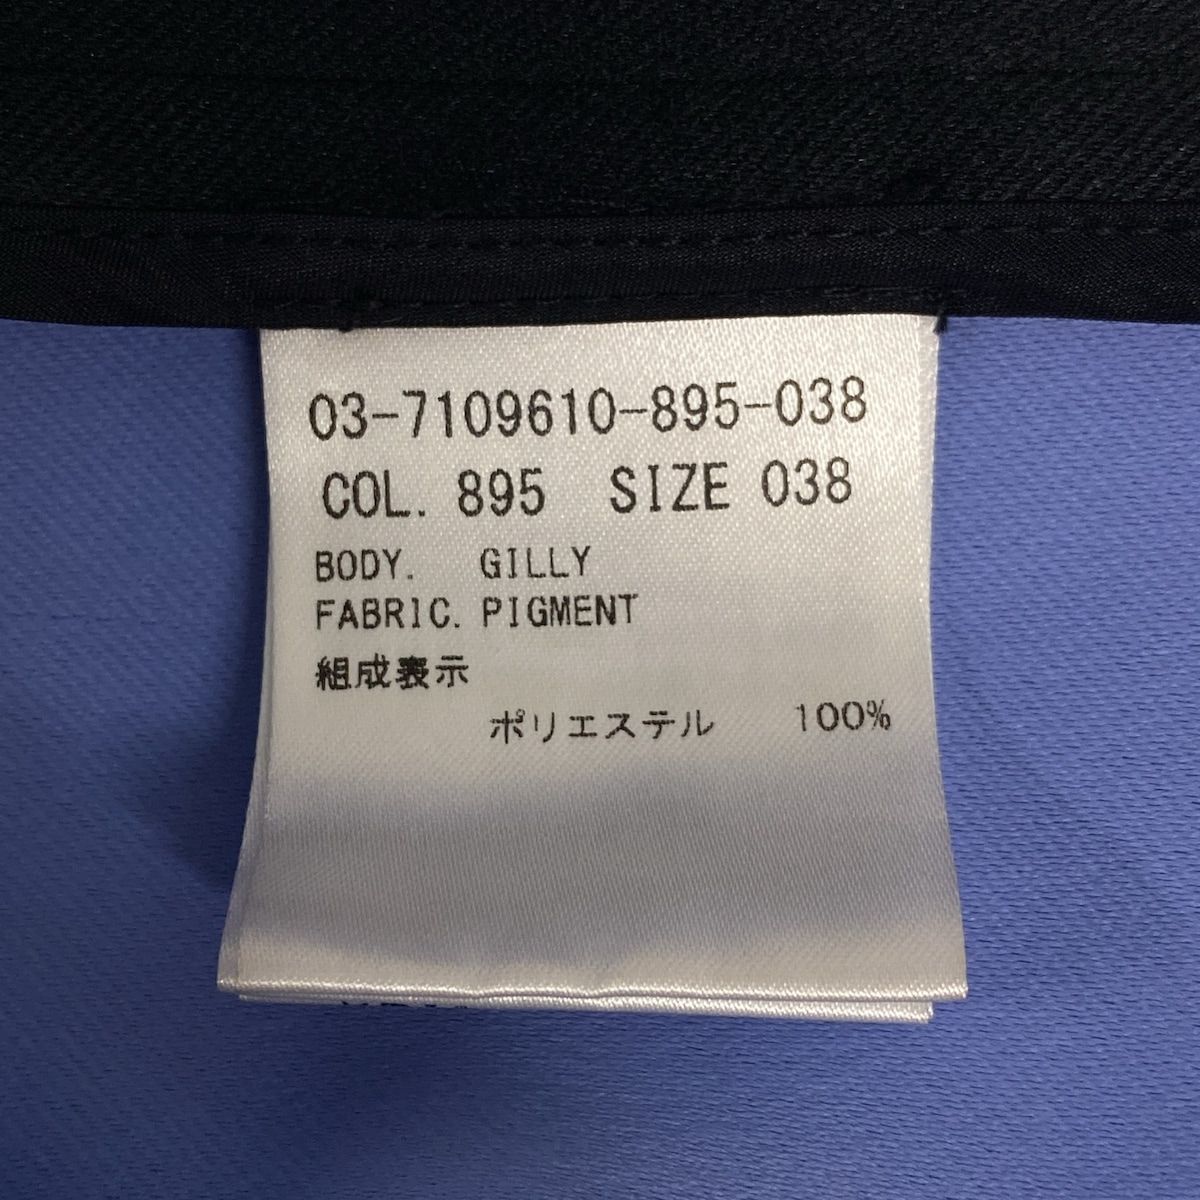 03-7109610-895-038
COL. 895 SIZE 038
BODY. GILLY
FABRIC. PIGMENT
組成表示
ポリエステル 100%